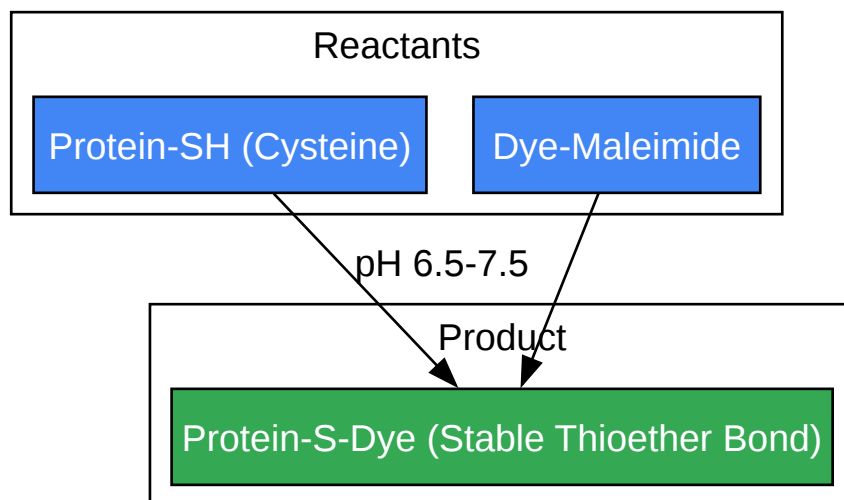 Reactants
Protein-SH (Cysteine)
Dye-Maleimide
pH 6.5-7.5
Product
Protein-S-Dye (Stable Thioether Bond)